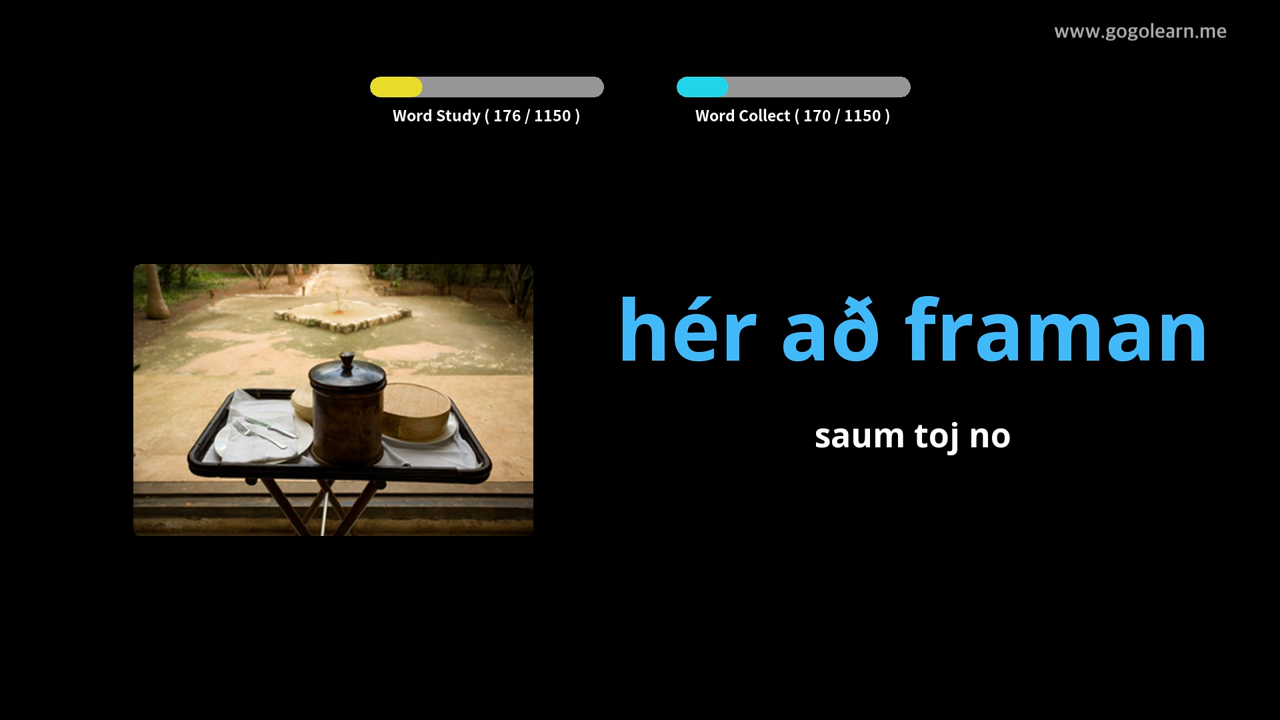 www.gogolearn.me
Word Study ( 176 / 1150 )
Word Collect ( 170 / 1150 )
hér að framan
saum toj no